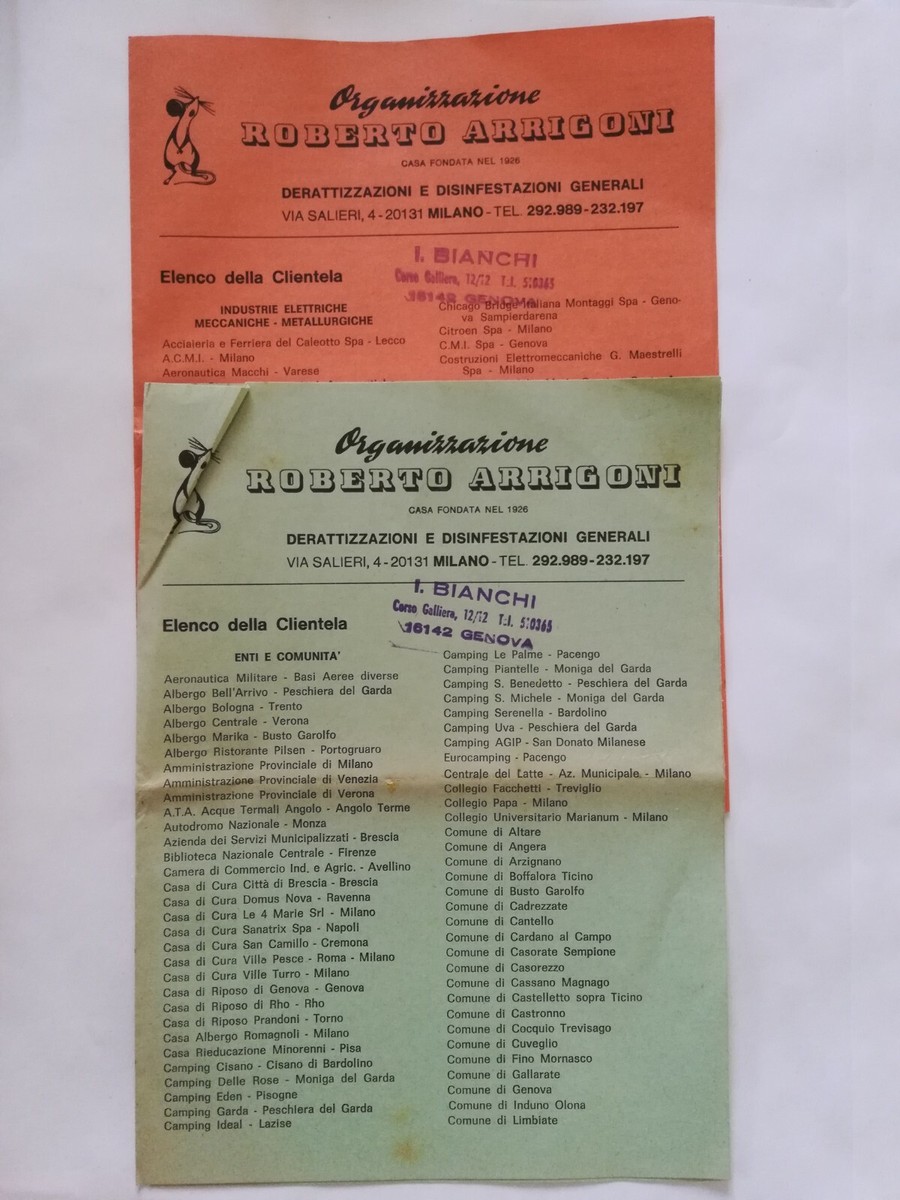 Organizzazione
ROBERTO ARRIGONI
CASA FONDATA NEL 1926
DERATTIZZAZIONI E DISINFESTAZIONI GENERALI
VIA SALIERI, 4 - 20131 MILANO - TEL. 292.989 - 232.197
I. BIANCHI
Corso Galliera, 12/12 T.l. 510365
16142 GENOVA
Elenco della Clientela
INDUSTRIE ELETTRICHE
MECCANICHE - METALLURGICHE
Acciaieria e Ferriera del Caleotto Spa - Lecco
A.C.M.I. - Milano
Aeronautica Macchi - Varese
Chicago Bridge Italiana Montaggi Spa - Geno-
va Sampierdarena
Citroen Spa - Milano
C.M.I. Spa - Genova
Costruzioni Elettromeccaniche G. Maestrelli
Spa - Milano
Organizzazione
ROBERTO ARRIGONI
CASA FONDATA NEL 1926
DERATTIZZAZIONI E DISINFESTAZIONI GENERALI
VIA SALIERI, 4 - 20131 MILANO - TEL. 292.989 - 232.197
I. BIANCHI
Corso Galliera, 12/12 T.l. 510365
16142 GENOVA
Elenco della Clientela
ENTI E COMUNITA'
Aeronautica Militare - Basi Aeree diverse
Albergo Bell'Arrivo - Peschiera del Garda
Albergo Bologna - Trento
Albergo Centrale - Verona
Albergo Marika - Busto Garolfo
Albergo Ristorante Pilsen - Portogruaro
Amministrazione Provinciale di Milano
Amministrazione Provinciale di Venezia
Amministrazione Provinciale di Verona
A.T.A. Acque Termali Angolo - Angolo Terme
Autodromo Nazionale - Monza
Azienda dei Servizi Municipalizzati - Brescia
Biblioteca Nazionale Centrale - Firenze
Camera di Commercio Ind. e Agric. - Avellino
Casa di Cura Città di Brescia - Brescia
Casa di Cura Domus Nova - Ravenna
Casa di Cura Le 4 Marie Srl - Milano
Casa di Cura Sanatrix Spa - Napoli
Casa di Cura San Camillo - Cremona
Casa di Cura Ville Pesce - Roma - Milano
Casa di Cura Ville Turro - Milano
Casa di Riposo di Genova - Genova
Casa di Riposo di Rho - Rho
Casa di Riposo Prandoni - Torno
Casa Albergo Romagnoli - Milano
Casa Rieducazione Minorenni - Pisa
Camping Cisano - Cisano di Bardolino
Camping Delle Rose - Moniga del Garda
Camping Eden - Pisogne
Camping Garda - Peschiera del Garda
Camping Ideal - Lazise
Camping Le Palme - Pacengo
Camping Piantelle - Moniga del Garda
Camping S. Benedetto - Peschiera del Garda
Camping S. Michele - Moniga del Garda
Camping Serenella - Bardolino
Camping Uva - Peschiera del Garda
Camping AGIP - San Donato Milanese
Eurocamping - Pacengo
Centrale del Latte - Az. Municipale - Milano
Collegio Facchetti - Treviglio
Collegio Papa - Milano
Collegio Universitario Marianum - Milano
Comune di Altare
Comune di Angera
Comune di Arzignano
Comune di Boffalora Ticino
Comune di Busto Garolfo
Comune di Cadrezzate
Comune di Cantello
Comune di Cardano al Campo
Comune di Casorate Sempione
Comune di Casorezzo
Comune di Cassano Magnago
Comune di Castelletto sopra Ticino
Comune di Castronno
Comune di Cocquio Trevisago
Comune di Cuveglio
Comune di Fino Mornasco
Comune di Gallarate
Comune di Genova
Comune di Induno Olona
Comune di Limbiate